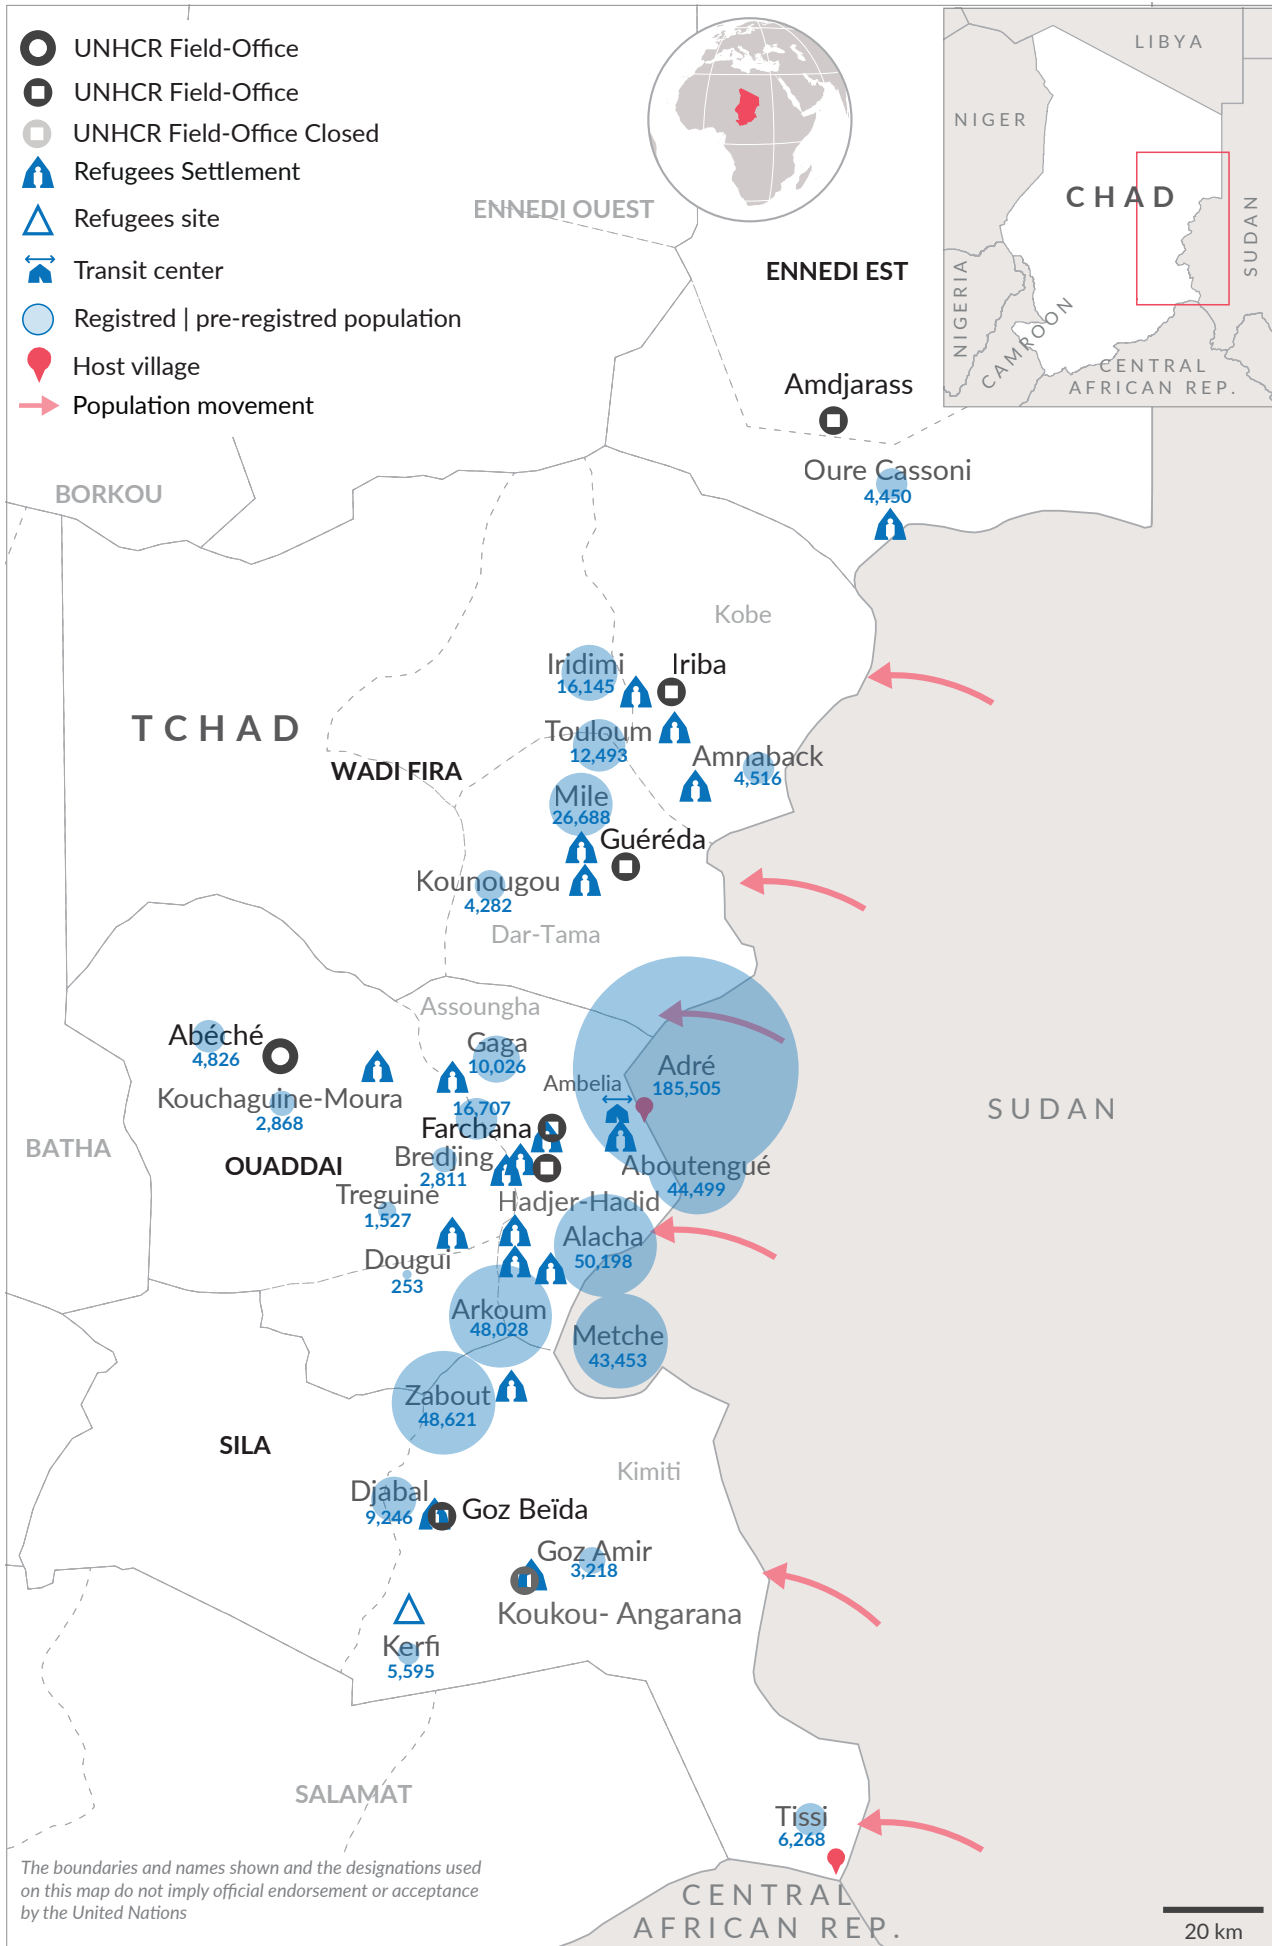 UNHCR Field-Office
UNHCR Field-Office
UNHCR Field-Office Closed
Refugees Settlement
Refugees site
Transit center
Registred | pre-registred population
Host village
Population movement
LIBYA
NIGER
CHAD
SUDAN
NIGERIA
CAMROON
CENTRAL
AFRICAN REP.
ENNEDI OUEST
ENNEDI EST
Amdjarass
Oure Cassoni
4,450
BORKOU
Kobe
Iridimi
16,145
Iriba
TCHAD
Touloum
12,493
WADI FIRA
Amnaback
4,516
Mile
26,688
Guéréda
Kounougou
4,282
Dar-Tama
Assoungha
Abéché
4,826
Gaga
10,026
Adré
185,505
Ambelia
Kouchaguine-Moura
2,868
16,707
Farchana
SUDAN
BATHA
OUADDAI
Bredjing
2,811
Aboutengué
44,499
Treguine
1,527
Hadjer-Hadid
Alacha
50,198
Dougui
253
Arkoum
48,028
Metche
43,453
Zabout
48,621
SILA
Kimiti
Djabal
9,246
Goz Beïda
Goz Amir
3,218
Koukou- Angarana
Kerfi
5,595
SALAMAT
Tissi
6,268
The boundaries and names shown and the designations used
on this map do not imply official endorsement or acceptance
by the United Nations
CENTRAL
AFRICAN REP.
20 km